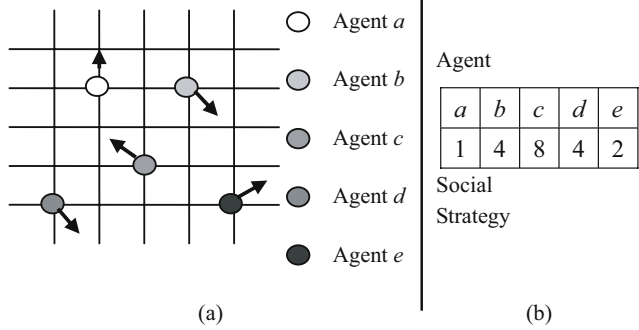 Agent a
Agent b
Agent c
Agent d
Agent e
(a)
Agent
a b c d e
1 4 8 4 2
Social
Strategy
(b)